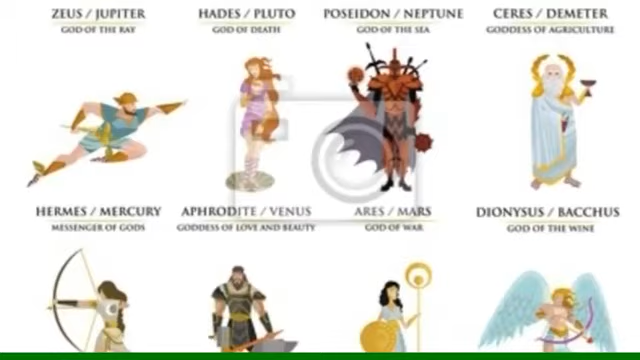 ZEUS / JUPITER
GOD OF THE RAY
HADES / PLUTO
GOD OF DEATH
POSEIDON / NEPTUNE
GOD OF THE SEA
CERES / DEMETER
GODDESS OF AGRICULTURE
HERMES / MERCURY
MESSENGER OF GODS
APHRODITE / VENUS
GODDESS OF LOVE AND BEAUTY
ARES / MARS
GOD OF WAR
DIONYSUS / BACCHUS
GOD OF THE WINE